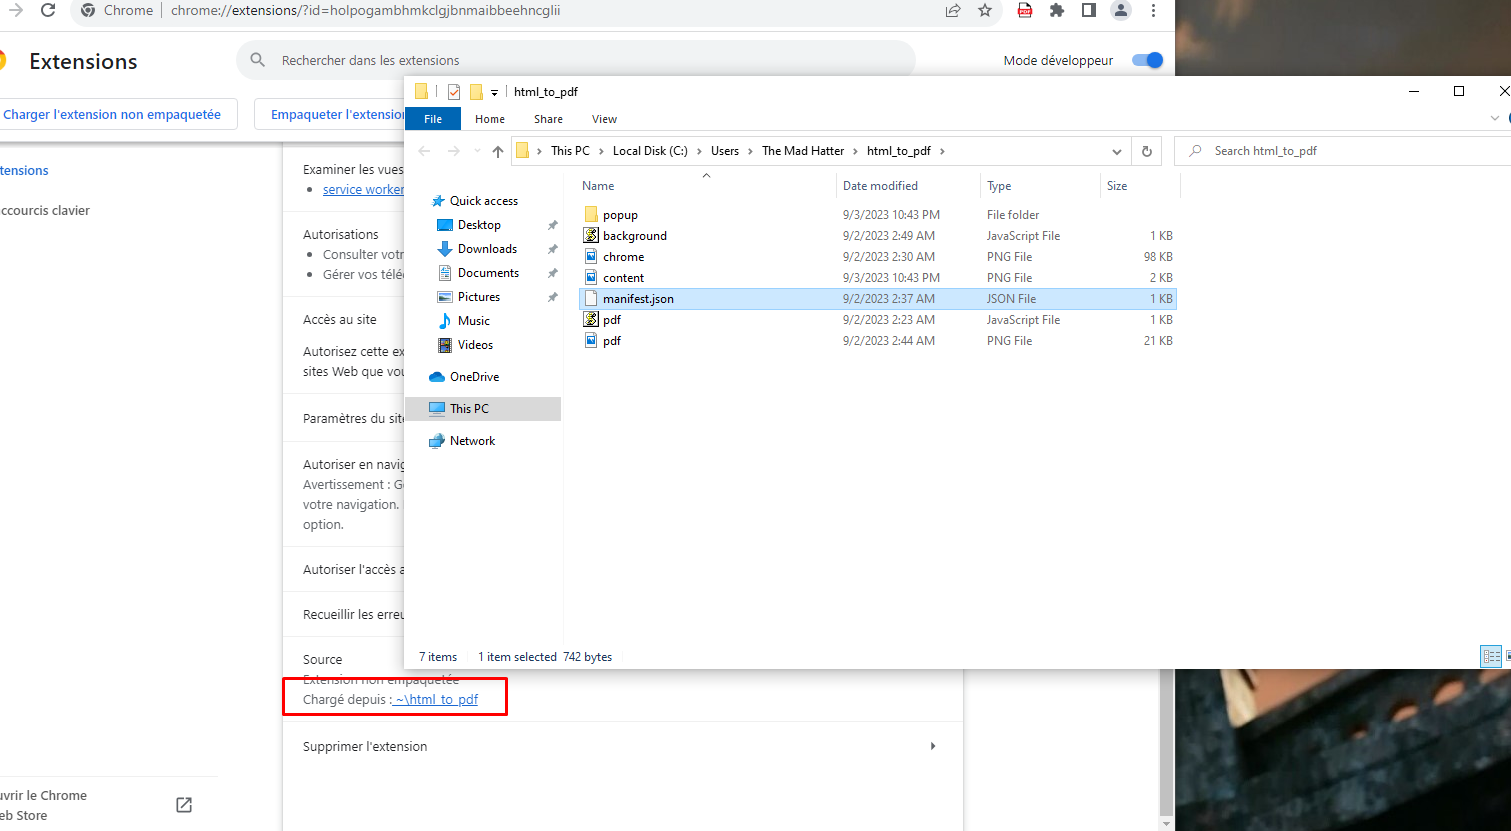 Chrome
chrome://extensions/?id=holpogambhmkclgjbnmaibbeehncglii
PDF
Extensions
Rechercher dans les extensions
Mode développeur
Charger l'extension non empaquetée
Empaqueter l'extensio
tensions
ccourcis clavier
Examiner les vues
service worker
Autorisations
Consulter votr
Gérer vos téléc
Accès au site
Autorisez cette ex
sites Web que vou
Paramètres du site
Autoriser en navig
Avertissement : G
votre navigation.
option.
Autoriser l'accès a
Recueillir les erreu
Source
Extension non empaquetée
Chargé depuis : ~\html_to_pdf
Supprimer l'extension
uvrir le Chrome
eb Store
html_to_pdf
File
Home
Share
View
This PC
Local Disk (C:)
Users
The Mad Hatter
html_to_pdf
Search html_to_pdf
Quick access
Desktop
Downloads
Documents
Pictures
Music
Videos
OneDrive
This PC
Network
Name Date modified Type Size
popup 9/3/2023 10:43 PM File folder
background 9/2/2023 2:49 AM JavaScript File 1 KB
chrome 9/2/2023 2:30 AM PNG File 98 KB
content 9/3/2023 10:43 PM PNG File 2 KB
manifest.json 9/2/2023 2:37 AM JSON File 1 KB
pdf 9/2/2023 2:23 AM JavaScript File 1 KB
pdf 9/2/2023 2:44 AM PNG File 21 KB
7 items 1 item selected 742 bytes